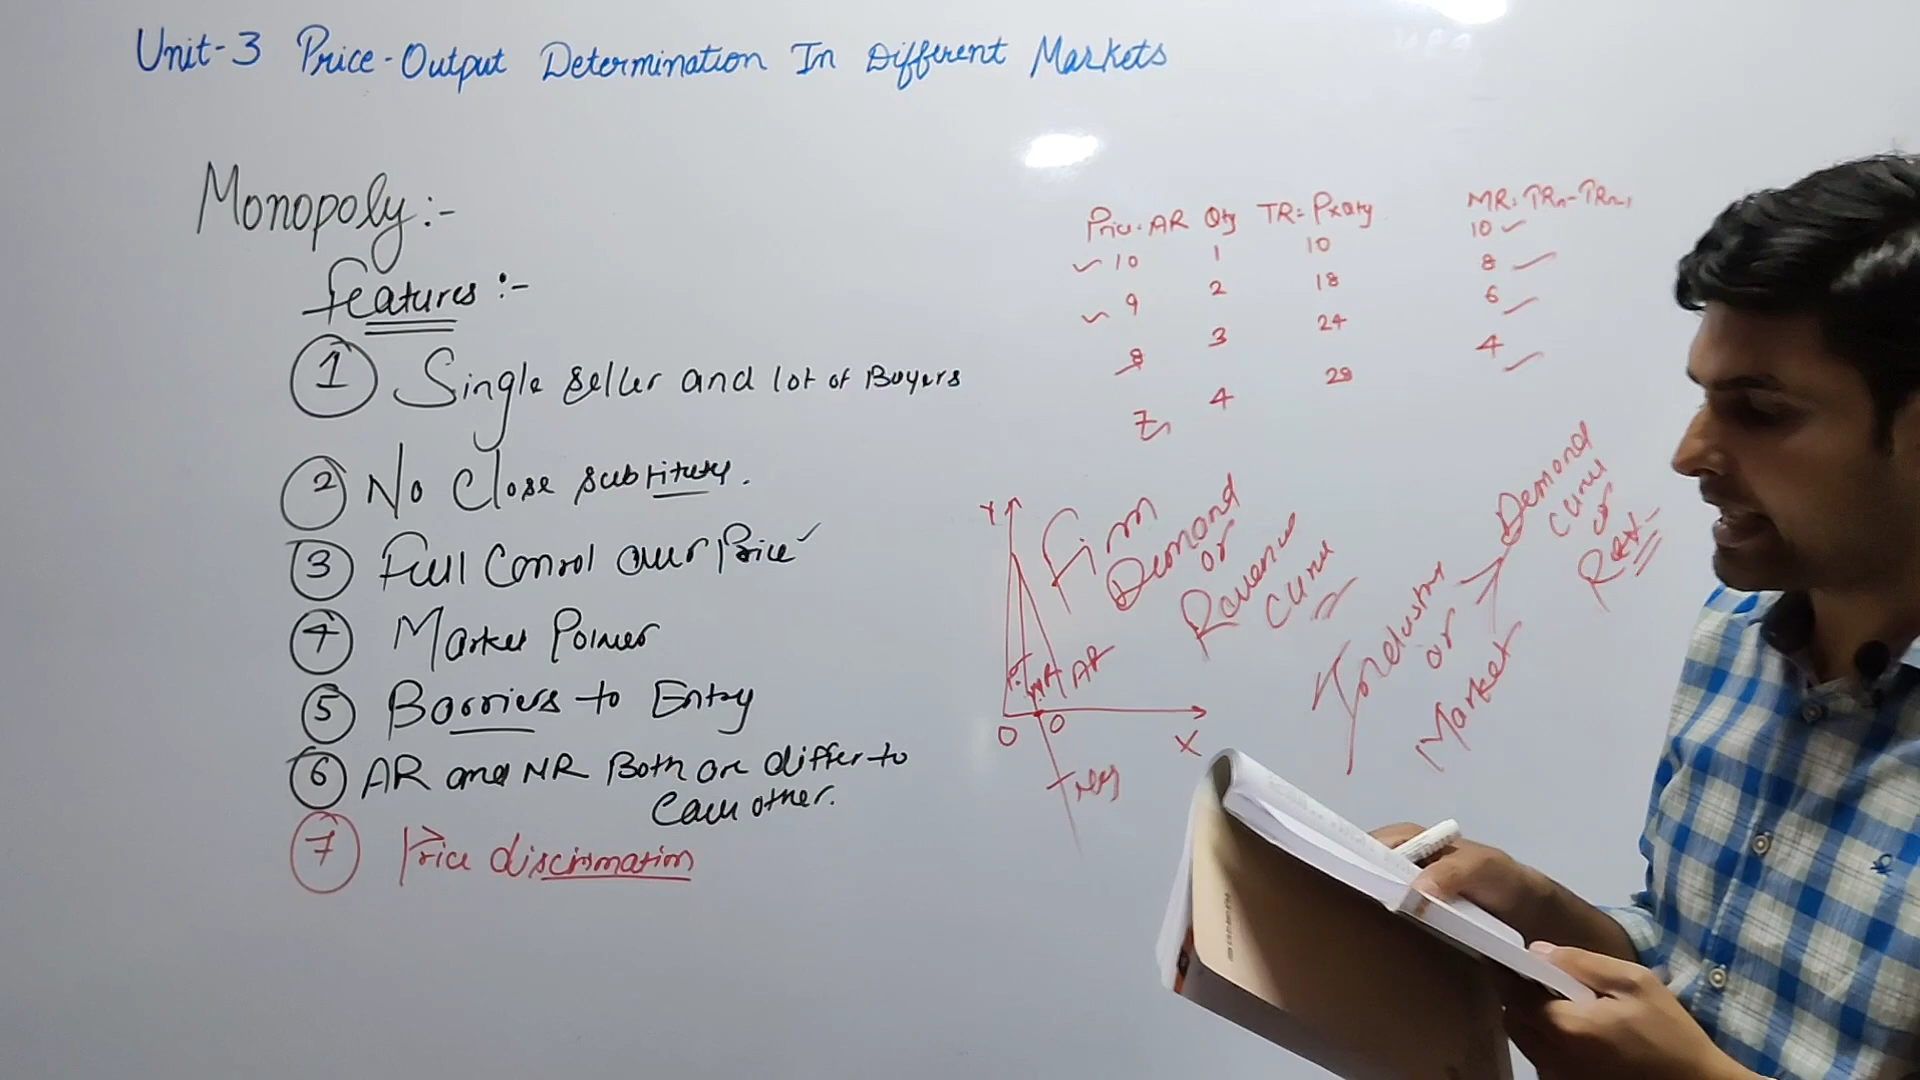 Unit-3 Price-Output Determination In Different Markets
Monopoly:-
features:-
1 Single seller and lot of Buyers
2 No Close substitutes.
3 Full Control over Price
4 Market Power
5 Barriers to Entry
6 AR and MR Both are differ to
Each other.
7 Price discrimation
Price=AR Qty TR=PxQty MR=TRn-TRn-1
10 1 10 10
9 2 18 8
8 3 24 6
7 4 28 4
Y
Firm
Demand
or
Revenue
Curve
MR AR
O O X
Industry
or
Market
Demand
Curve
or